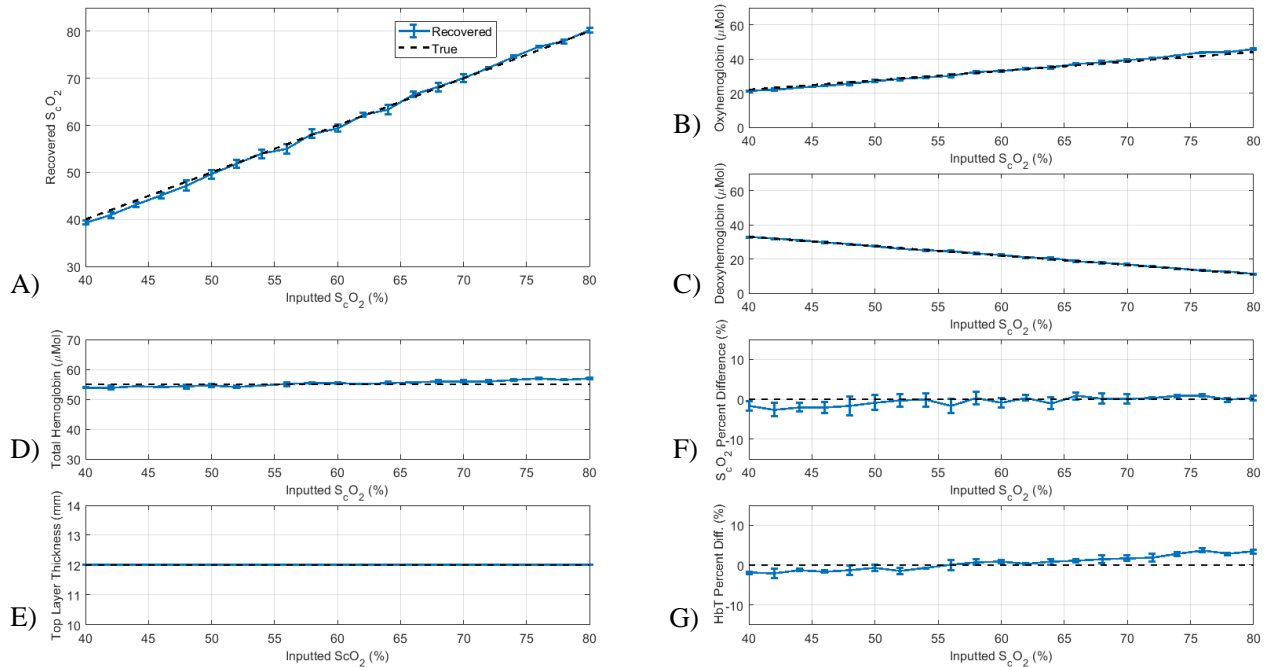 A)
Recovered S_cO_2
80
70
60
50
40
30
Recovered
True
40 45 50 55 60 65 70 75 80
Inputted S_cO_2 (%)
B)
Oxyhemoglobin (μMol)
60
40
20
0
40 45 50 55 60 65 70 75 80
Inputted S_cO_2 (%)
C)
Deoxyhemoglobin (μMol)
60
40
20
0
40 45 50 55 60 65 70 75 80
Inputted S_cO_2 (%)
D)
Total Hemoglobin (μMol)
70
60
50
40
30
40 45 50 55 60 65 70 75 80
Inputted S_cO_2 (%)
E)
Top Layer Thickness (mm)
14
13
12
11
10
40 45 50 55 60 65 70 75 80
Inputted ScO_2 (%)
F)
S_cO_2 Percent Difference (%)
10
0
-10
40 45 50 55 60 65 70 75 80
Inputted S_cO_2 (%)
G)
HbT Percent Diff. (%)
10
0
-10
40 45 50 55 60 65 70 75 80
Inputted S_cO_2 (%)